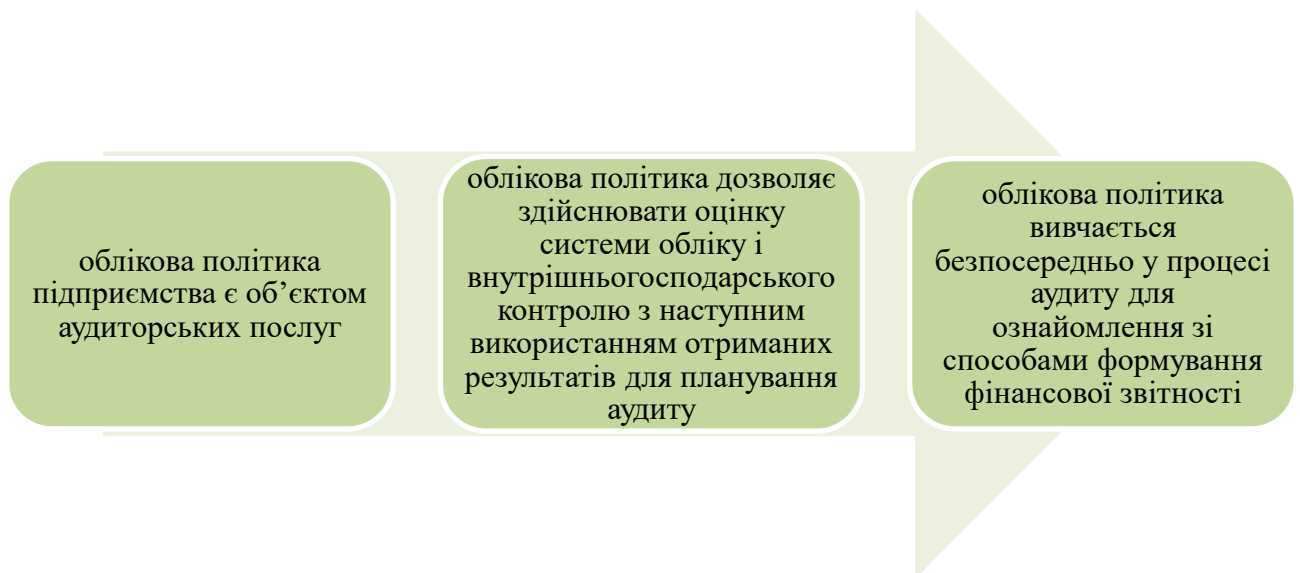 облікова політика
підприємства є об’єктом
аудиторських послуг
облікова політика дозволяє
здійснювати оцінку
системи обліку і
внутрішньогосподарського
контролю з наступним
використанням отриманих
результатів для планування
аудиту
облікова політика
вивчається
безпосередньо у процесі
аудиту для
ознайомлення зі
способами формування
фінансової звітності